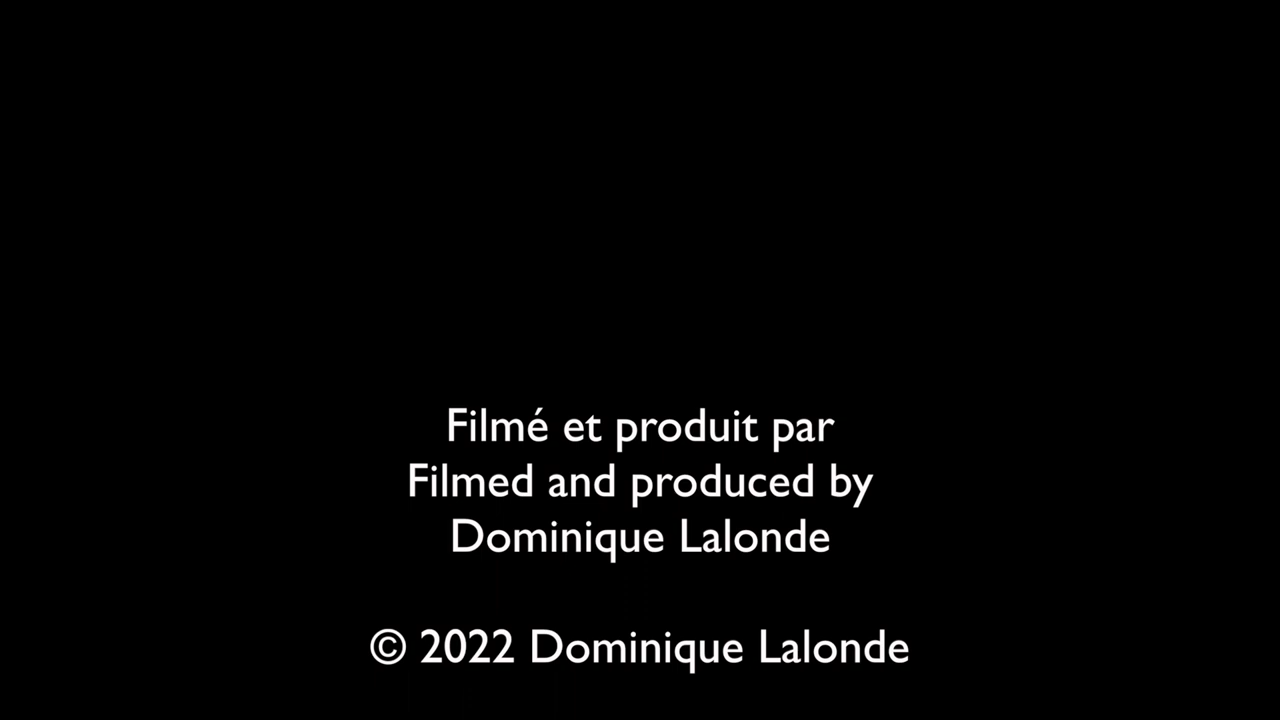 Filmé et produit par
Filmed and produced by
Dominique Lalonde
© 2022 Dominique Lalonde